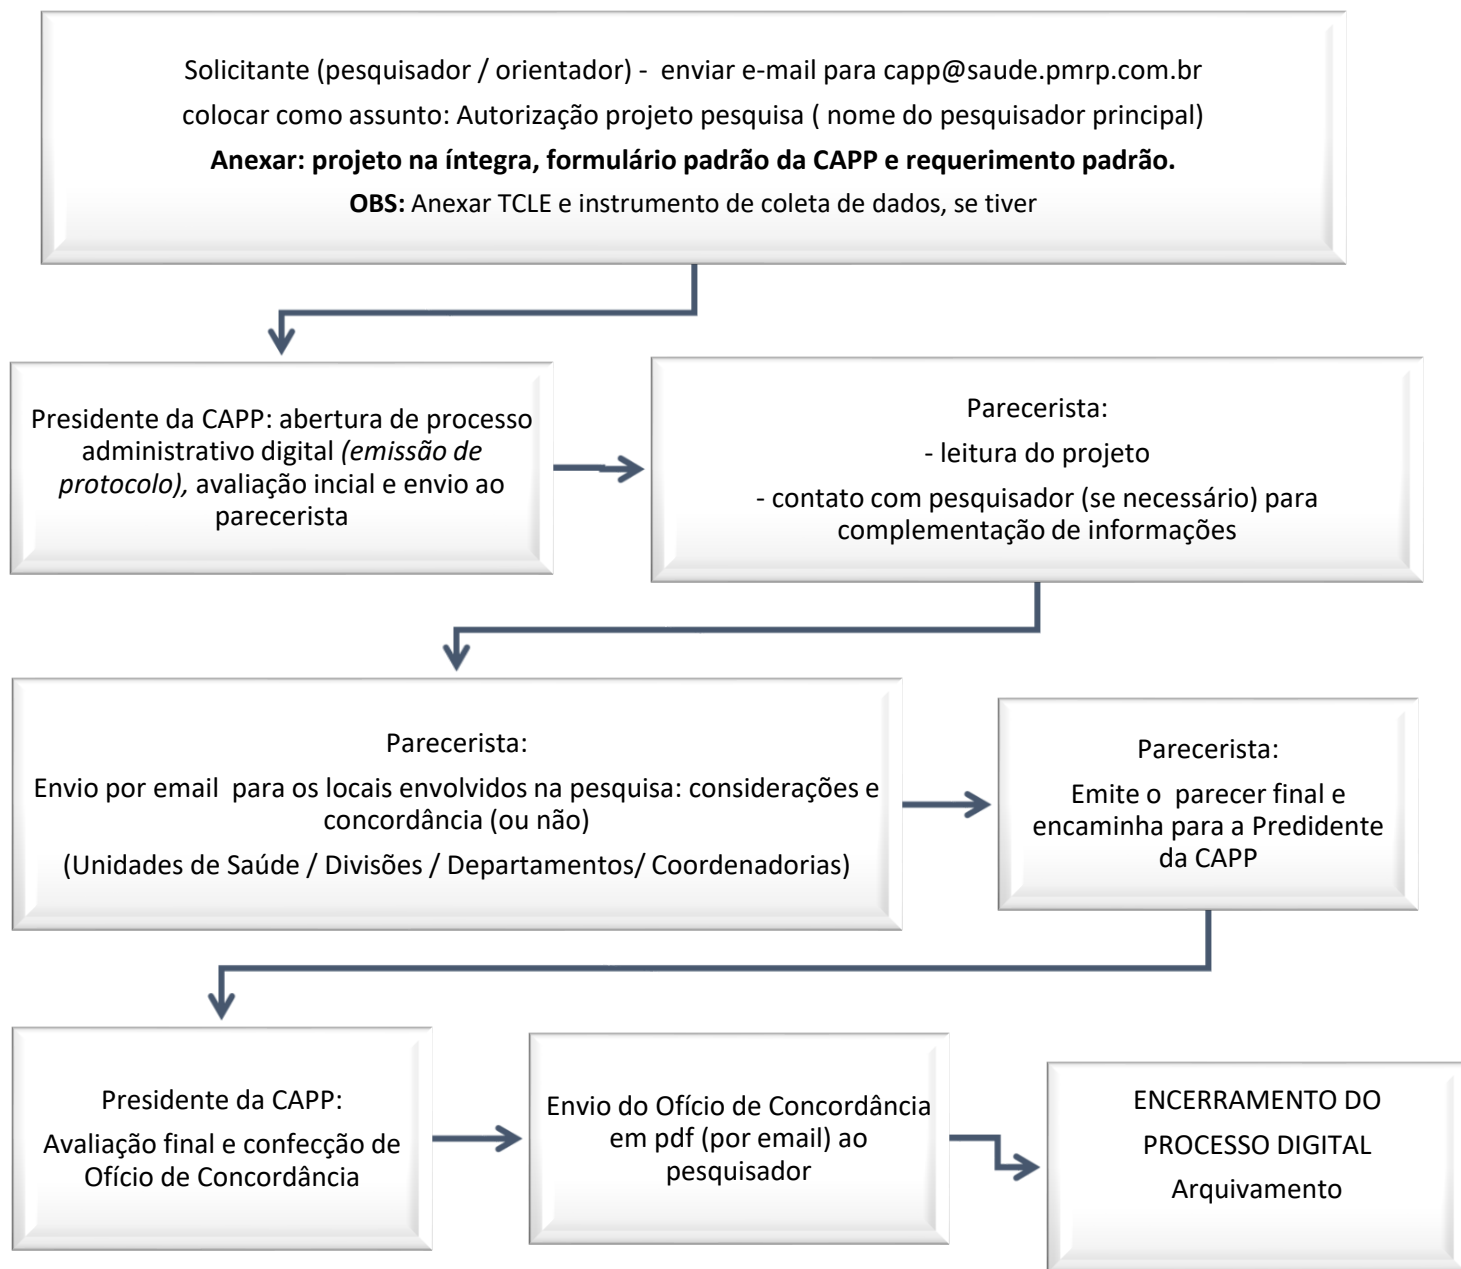 Solicitante (pesquisador / orientador) - enviar e-mail para capp@saude.pmrp.com.br
colocar como assunto: Autorização projeto pesquisa ( nome do pesquisador principal)
Anexar: projeto na íntegra, formulário padrão da CAPP e requerimento padrão.
OBS: Anexar TCLE e instrumento de coleta de dados, se tiver
Presidente da CAPP: abertura de processo
administrativo digital (emissão de
protocolo), avaliação incial e envio ao
parecerista
Parecerista:
- leitura do projeto
- contato com pesquisador (se necessário) para
complementação de informações
Parecerista:
Envio por email para os locais envolvidos na pesquisa: considerações e
concordância (ou não)
(Unidades de Saúde / Divisões / Departamentos/ Coordenadorias)
Parecerista:
Emite o parecer final e
encaminha para a Predidente
da CAPP
Presidente da CAPP:
Avaliação final e confecção de
Ofício de Concordância
Envio do Ofício de Concordância
em pdf (por email) ao
pesquisador
ENCERRAMENTO DO
PROCESSO DIGITAL
Arquivamento